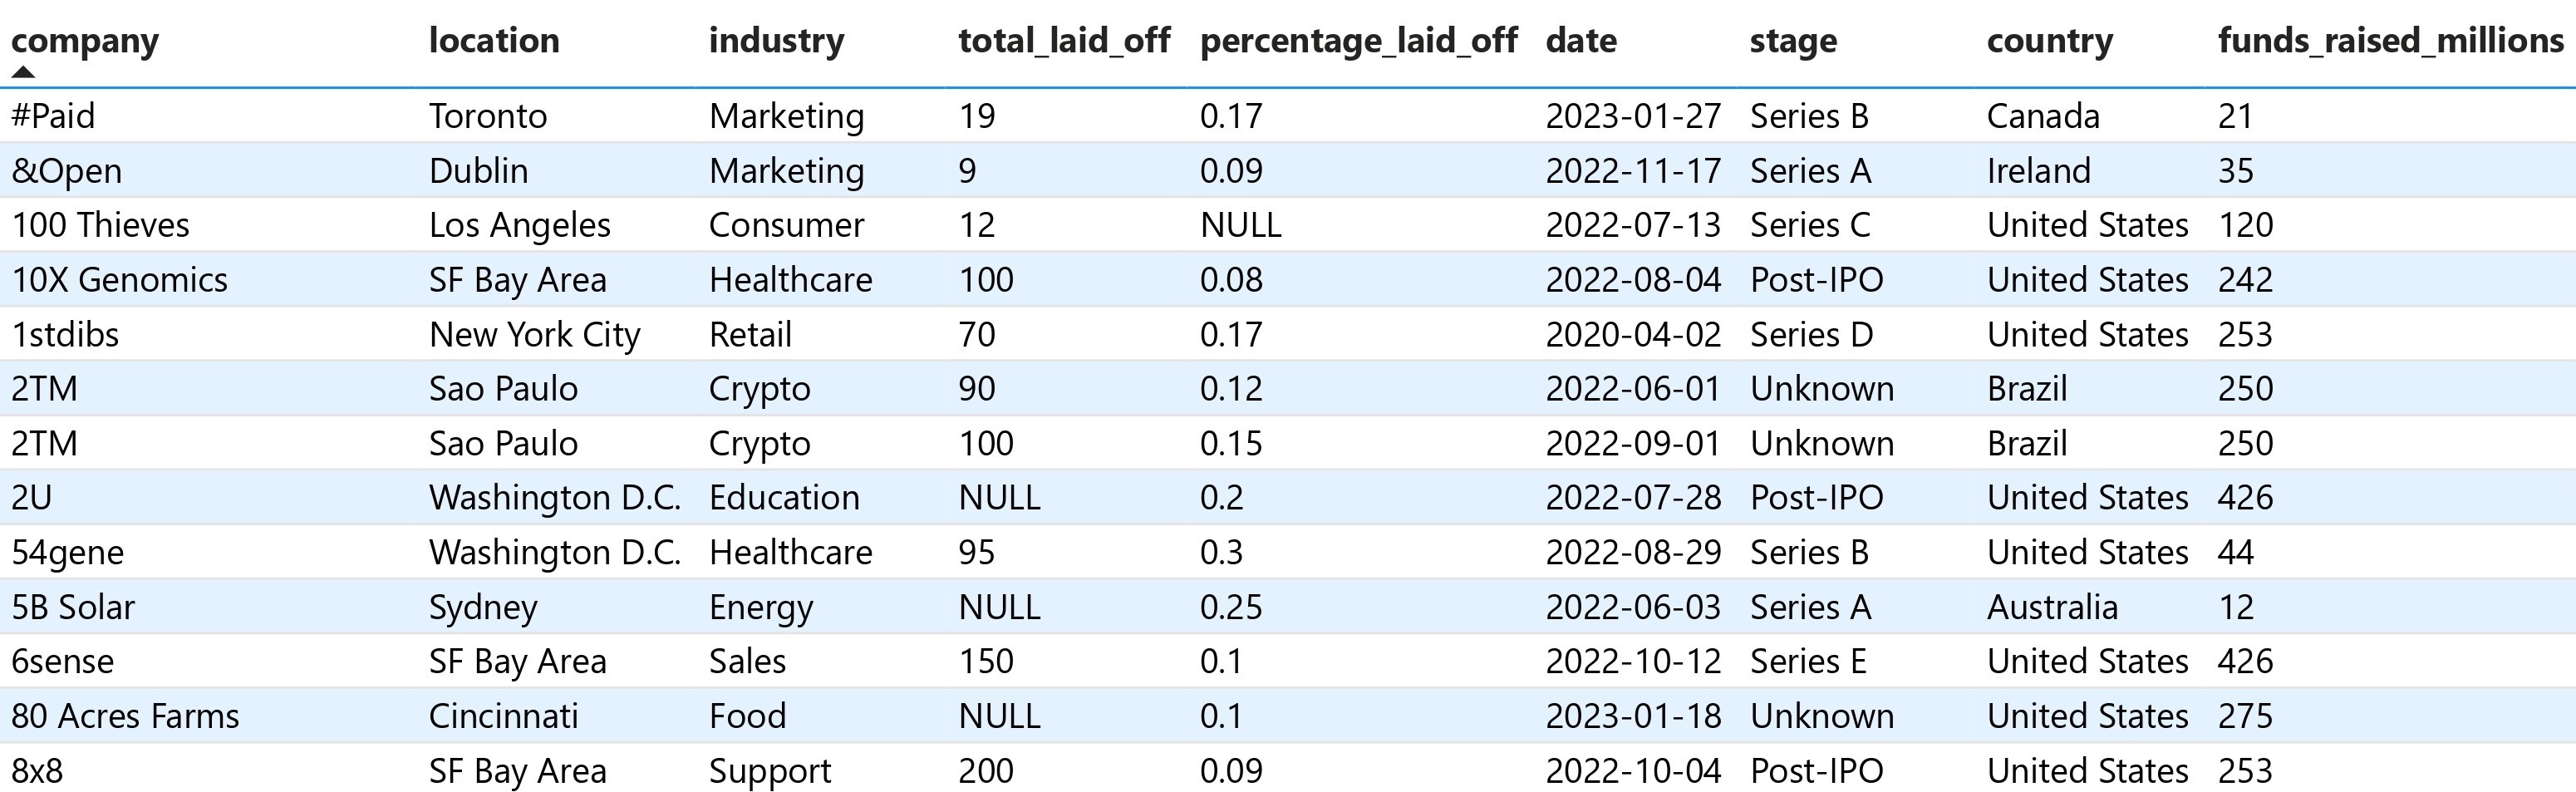 company location industry total_laid_off percentage_laid_off date stage country funds_raised_millions
#Paid Toronto Marketing 19 0.17 2023-01-27 Series B Canada 21
&Open Dublin Marketing 9 0.09 2022-11-17 Series A Ireland 35
100 Thieves Los Angeles Consumer 12 NULL 2022-07-13 Series C United States 120
10X Genomics SF Bay Area Healthcare 100 0.08 2022-08-04 Post-IPO United States 242
1stdibs New York City Retail 70 0.17 2020-04-02 Series D United States 253
2TM Sao Paulo Crypto 90 0.12 2022-06-01 Unknown Brazil 250
2TM Sao Paulo Crypto 100 0.15 2022-09-01 Unknown Brazil 250
2U Washington D.C. Education NULL 0.2 2022-07-28 Post-IPO United States 426
54gene Washington D.C. Healthcare 95 0.3 2022-08-29 Series B United States 44
5B Solar Sydney Energy NULL 0.25 2022-06-03 Series A Australia 12
6sense SF Bay Area Sales 150 0.1 2022-10-12 Series E United States 426
80 Acres Farms Cincinnati Food NULL 0.1 2023-01-18 Unknown United States 275
8x8 SF Bay Area Support 200 0.09 2022-10-04 Post-IPO United States 253